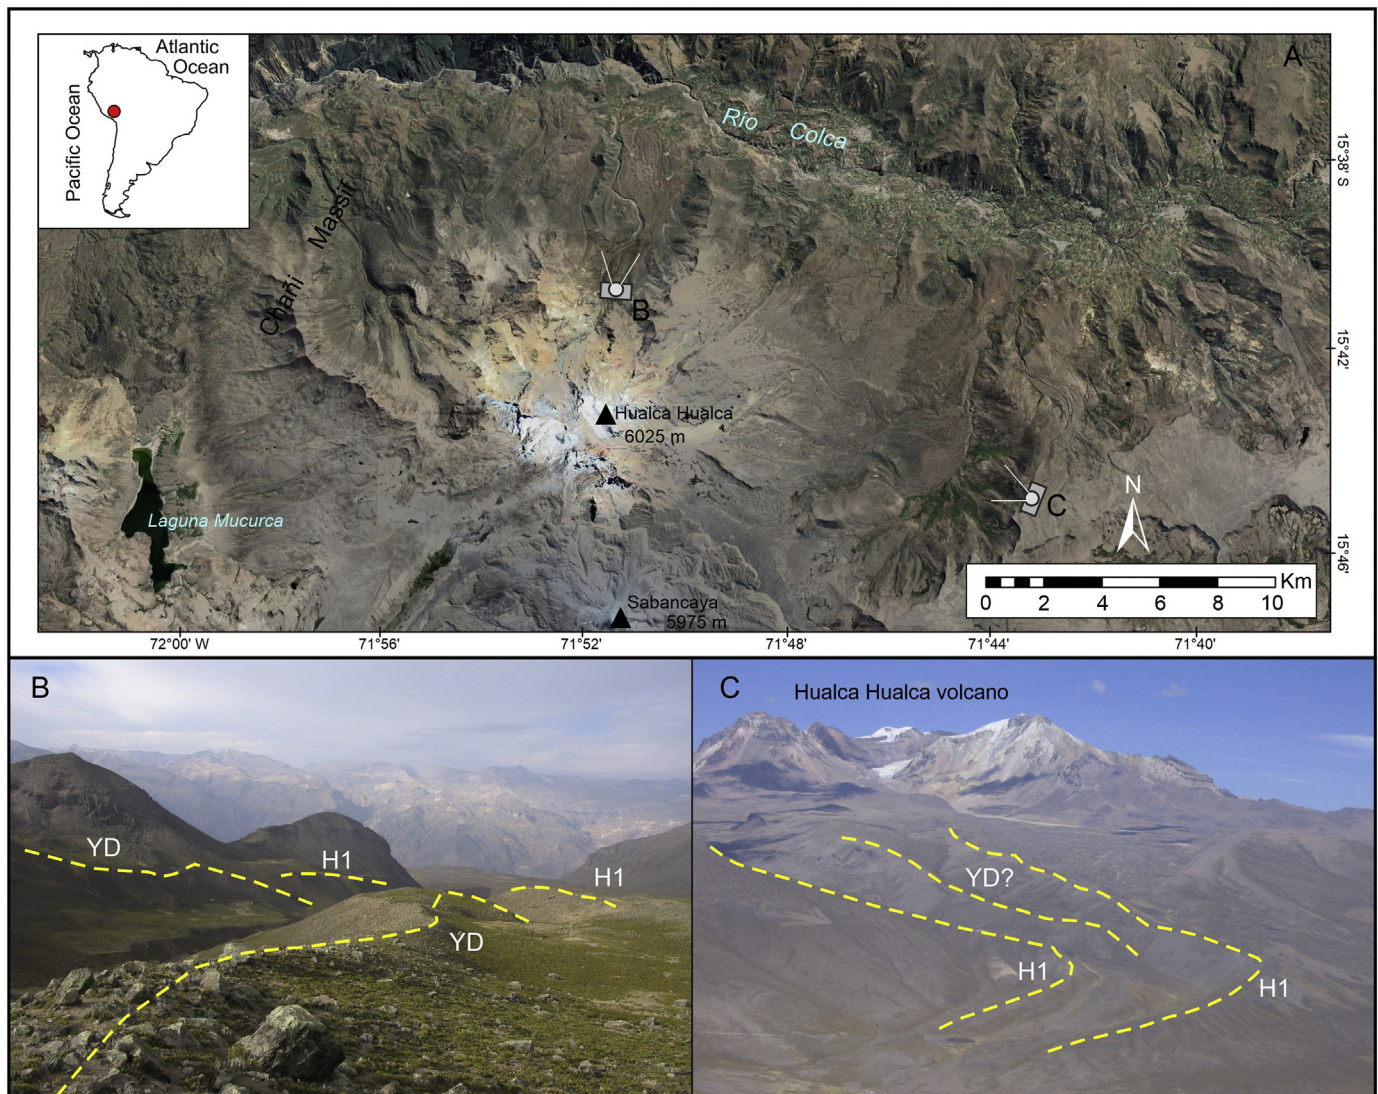 Atlantic
Ocean
Pacific Ocean
A
Río Colca
Chañi Massif
B
Hualca Hualca
6025 m
Laguna Mucurca
C
N
Sabancaya
5975 m
Km
0 2 4 6 8 10
15°38' S
15°42'
15°46'
72°00' W 71°56' 71°52' 71°48' 71°44' 71°40'
B
YD
H1
H1
YD
C
Hualca Hualca volcano
YD?
H1
H1